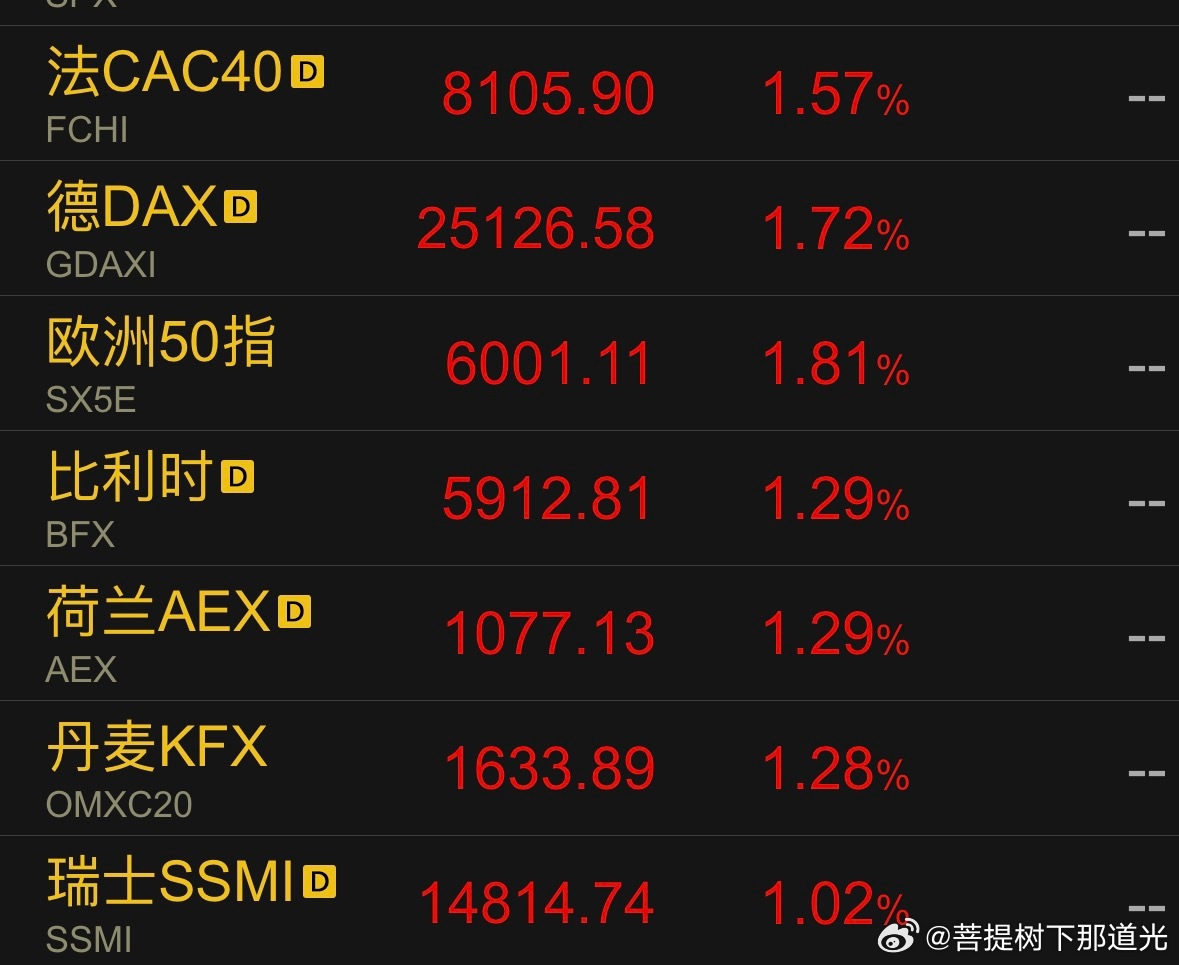 法CAC40 D 8105.90 1.57% --
FCHI
德DAX D 25126.58 1.72% --
GDAXI
欧洲50指 6001.11 1.81% --
SX5E
比利时 D 5912.81 1.29% --
BFX
荷兰AEX D 1077.13 1.29% --
AEX
丹麦KFX 1633.89 1.28% --
OMXC20
瑞士SSMI D 14814.74 1.02% --
SSMI
@菩提树下那道光